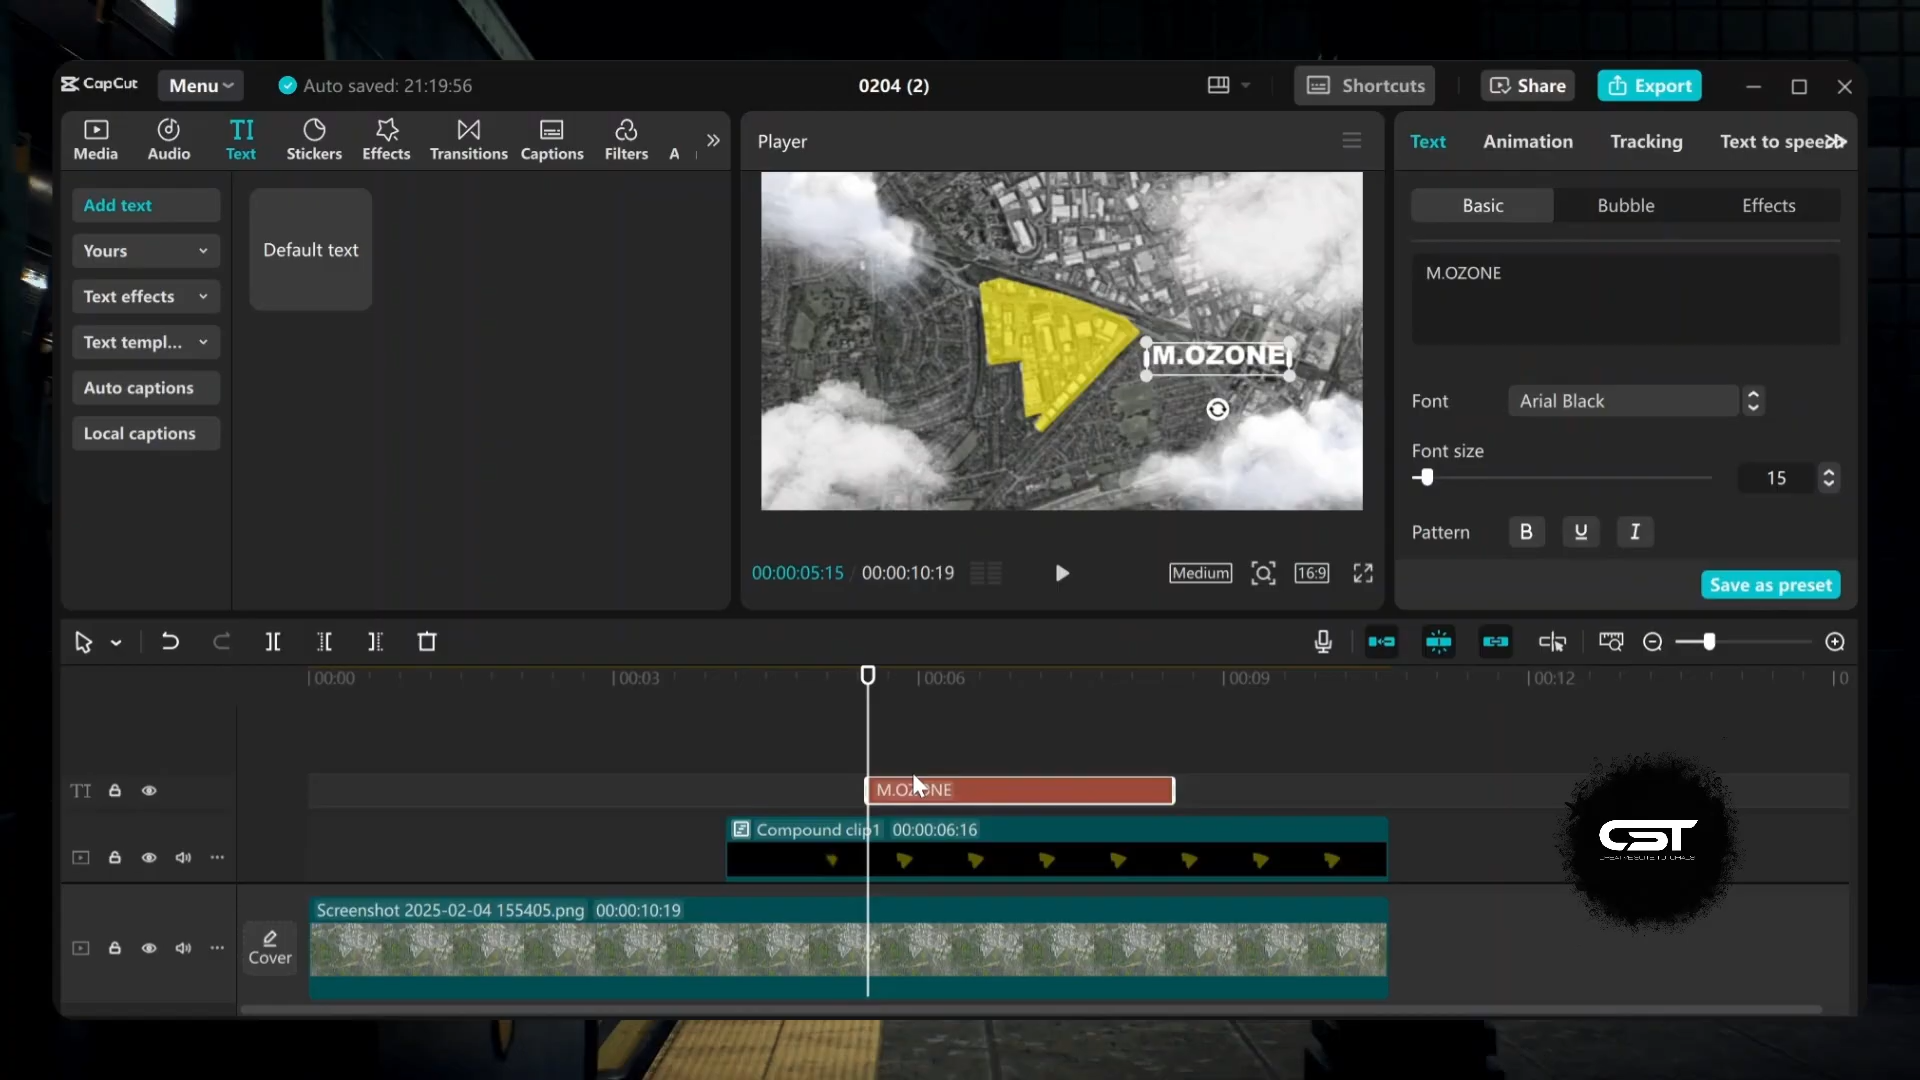 CapCut
Menu
Auto saved: 21:19:56
0204 (2)
Shortcuts
Share
Export
Media
Audio
TI
Text
Stickers
Effects
Transitions
Captions
Filters
A
Player
Text
Animation
Tracking
Text to speech
Add text
Yours
Text effects
Text templ...
Auto captions
Local captions
Default text
M.OZONE
Basic
Bubble
Effects
M.OZONE
Font
Arial Black
Font size
15
Pattern
B
U
I
Save as preset
00:00:05:15 / 00:00:10:19
Medium
16:9
00:00
00:03
00:06
00:09
00:12
0
TI
M.OZONE
Compound clip1 00:00:06:16
Cover
Screenshot 2025-02-04 155405.png 00:00:10:19
CST